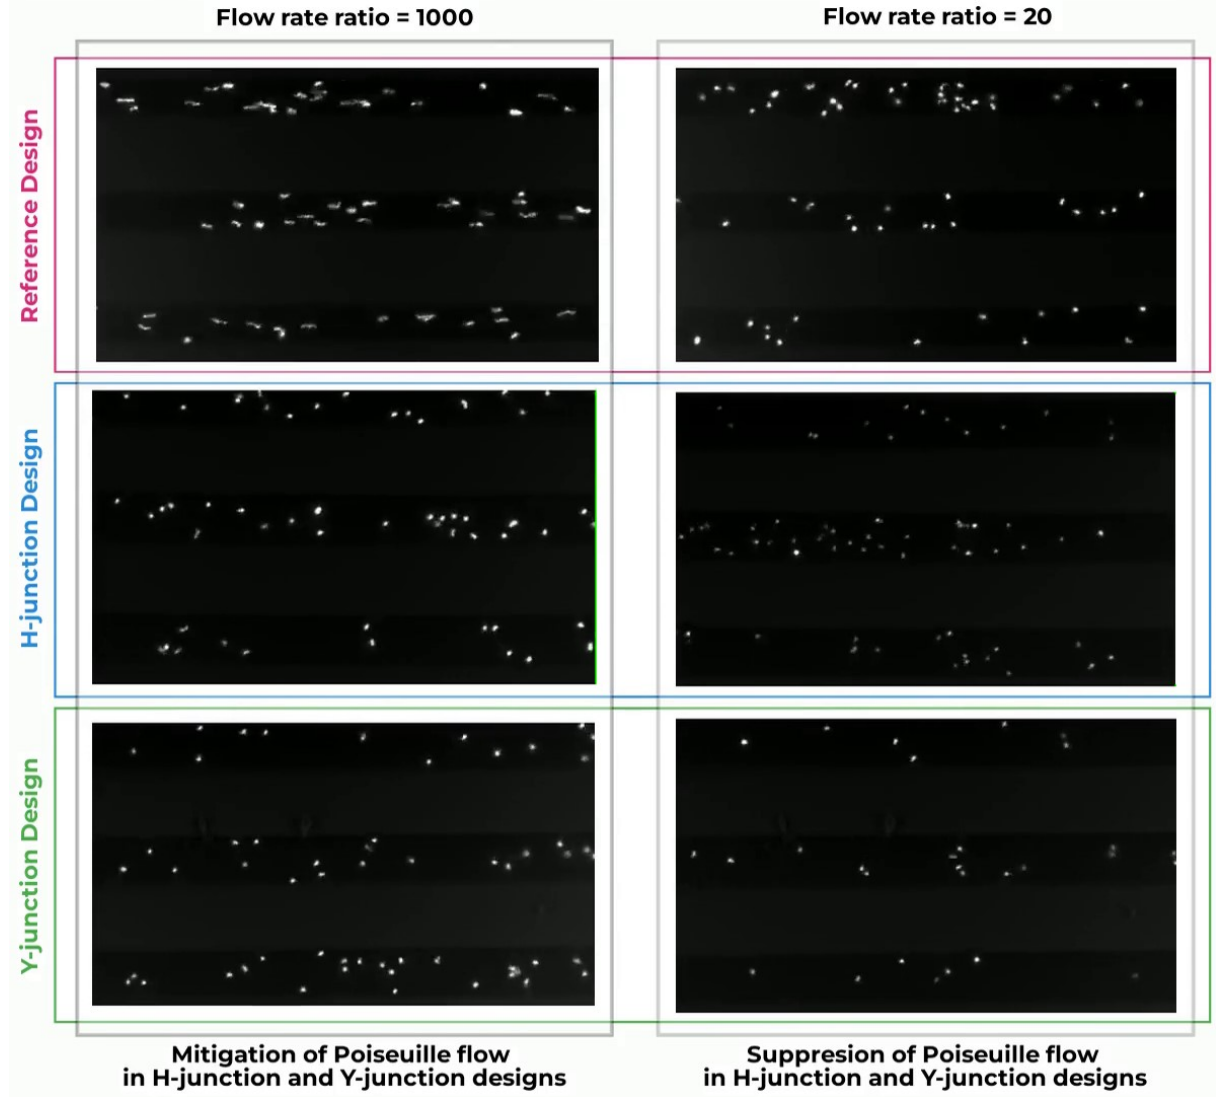 Flow rate ratio = 1000
Flow rate ratio = 20
Reference Design
H-junction Design
Y-junction Design
Mitigation of Poiseuille flow
in H-junction and Y-junction designs
Suppresion of Poiseuille flow
in H-junction and Y-junction designs